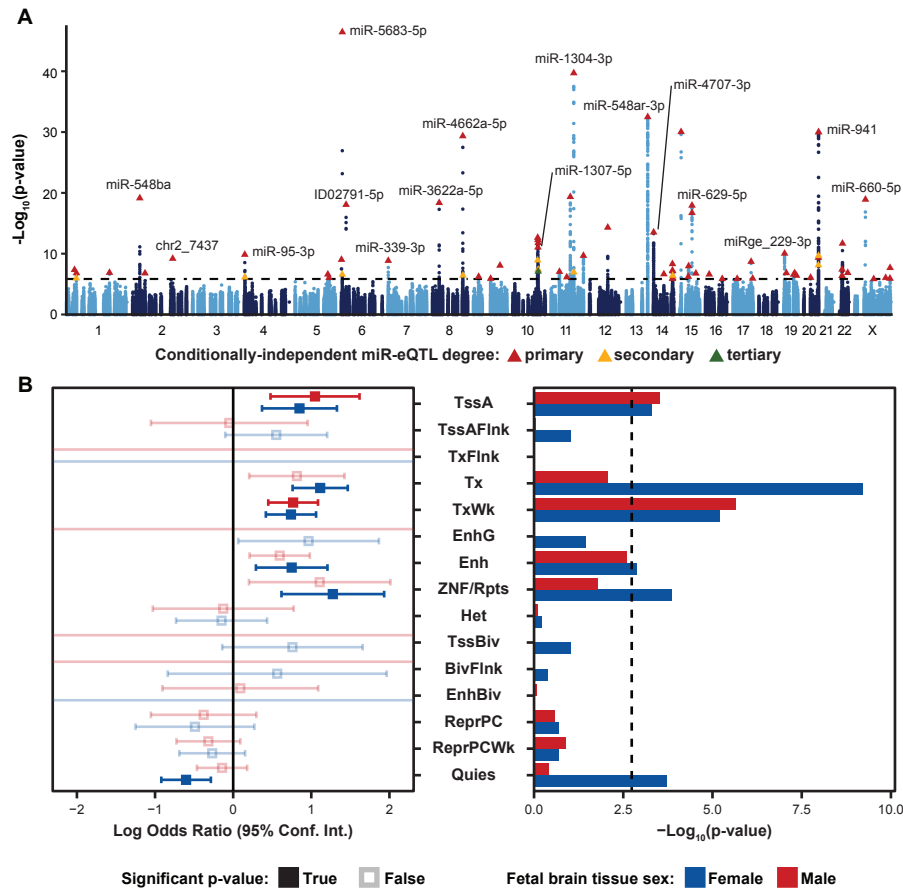 A
miR-5683-5p
miR-1304-3p
miR-4707-3p
miR-548ar-3p
miR-4662a-5p
miR-941
miR-1307-5p
miR-548ba
ID02791-5p
miR-3622a-5p
miR-629-5p
miR-660-5p
chr2_7437
miR-95-3p
miR-339-3p
miRge_229-3p
-Log10(p-value)
40
30
20
10
0
1 2 3 4 5 6 7 8 9 10 11 12 13 14 15 16 17 18 19 20 21 22 X
Conditionally-independent miR-eQTL degree: primary secondary tertiary
B
TssA
TssAFlnk
TxFlnk
Tx
TxWk
EnhG
Enh
ZNF/Rpts
Het
TssBiv
BivFlnk
EnhBiv
ReprPC
ReprPCWk
Quies
−2 −1 0 1 2
0.0 2.5 5.0 7.5 10.0
Log Odds Ratio (95% Conf. Int.)
−Log10(p-value)
Significant p-value: True False
Fetal brain tissue sex: Female Male